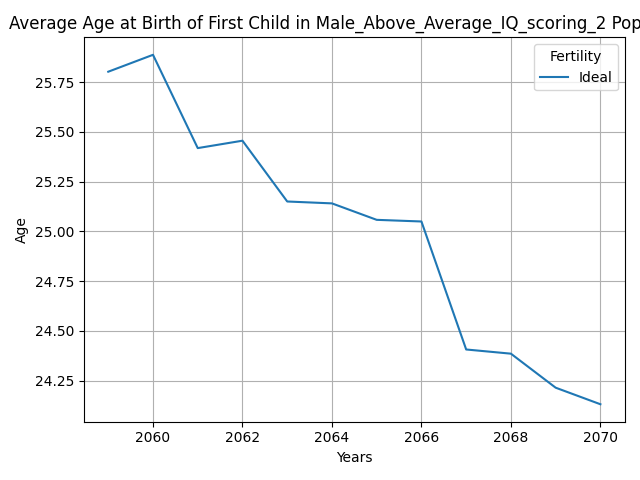 Average Age at Birth of First Child in Male_Above_Average_IQ_scoring_2 Pop
Fertility
Ideal
25.75
25.50
25.25
25.00
24.75
24.50
24.25
Age
2060 2062 2064 2066 2068 2070
Years